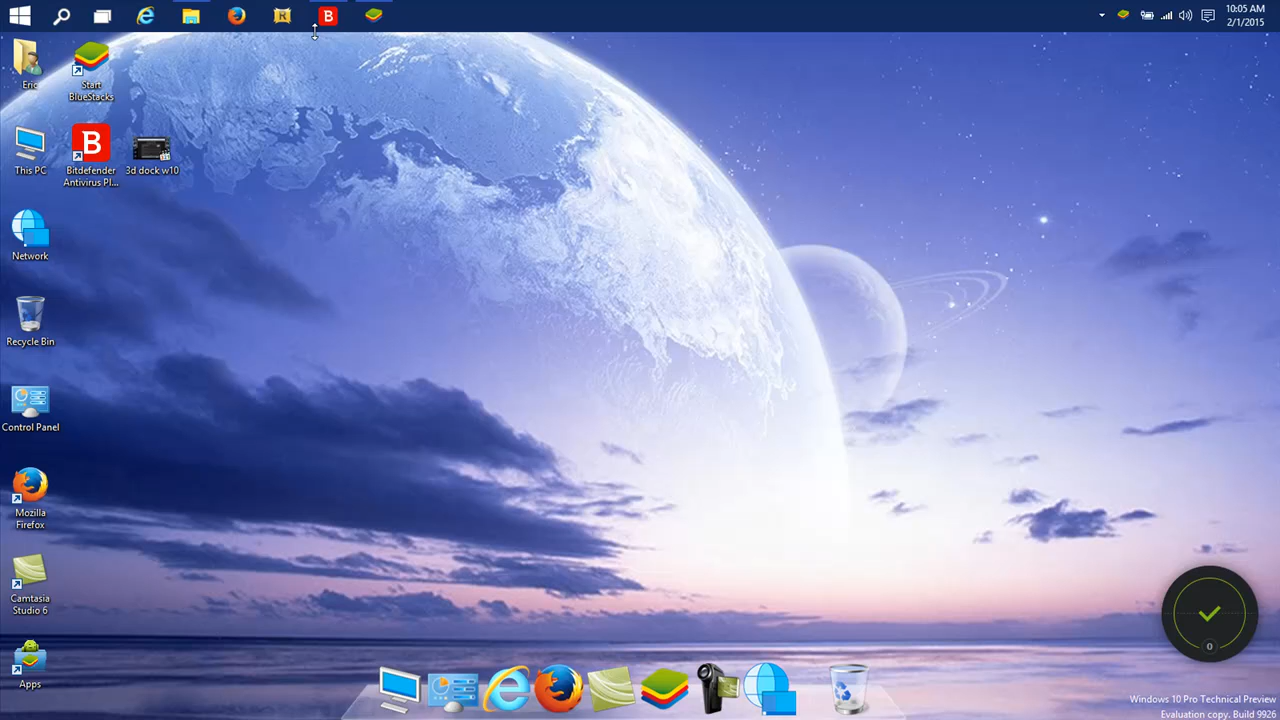 10:05 AM
2/1/2015
R
B
Eric
Start
BlueStacks
This PC
B
Bitdefender
Antivirus Pl...
3d dock w10
Network
Recycle Bin
Control Panel
Mozilla
Firefox
Camtasia
Studio 6
Apps
0
Windows 10 Pro Technical Preview
Evaluation copy. Build 9926